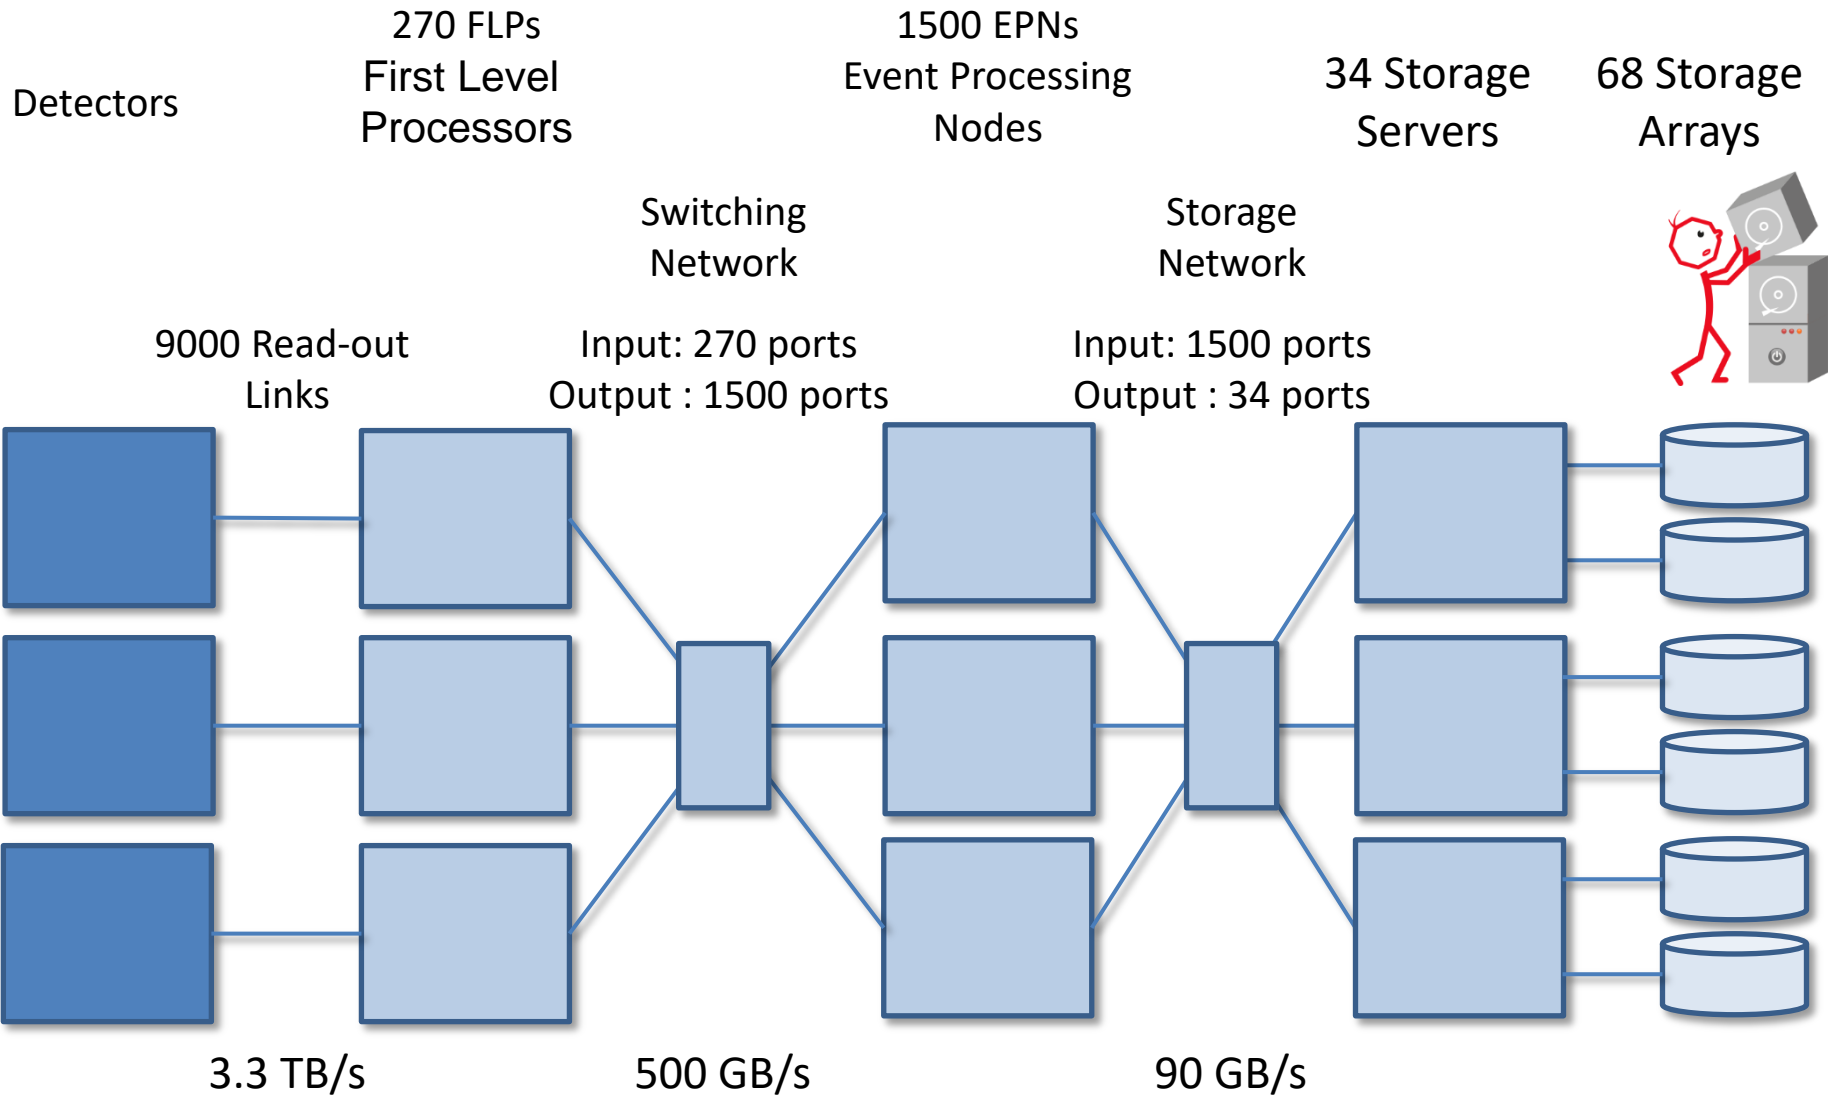 Detectors
270 FLPs
First Level
Processors
1500 EPNs
Event Processing
Nodes
34 Storage
Servers
68 Storage
Arrays
Switching
Network
Storage
Network
9000 Read-out
Links
Input: 270 ports
Output : 1500 ports
Input: 1500 ports
Output : 34 ports
3.3 TB/s
500 GB/s
90 GB/s